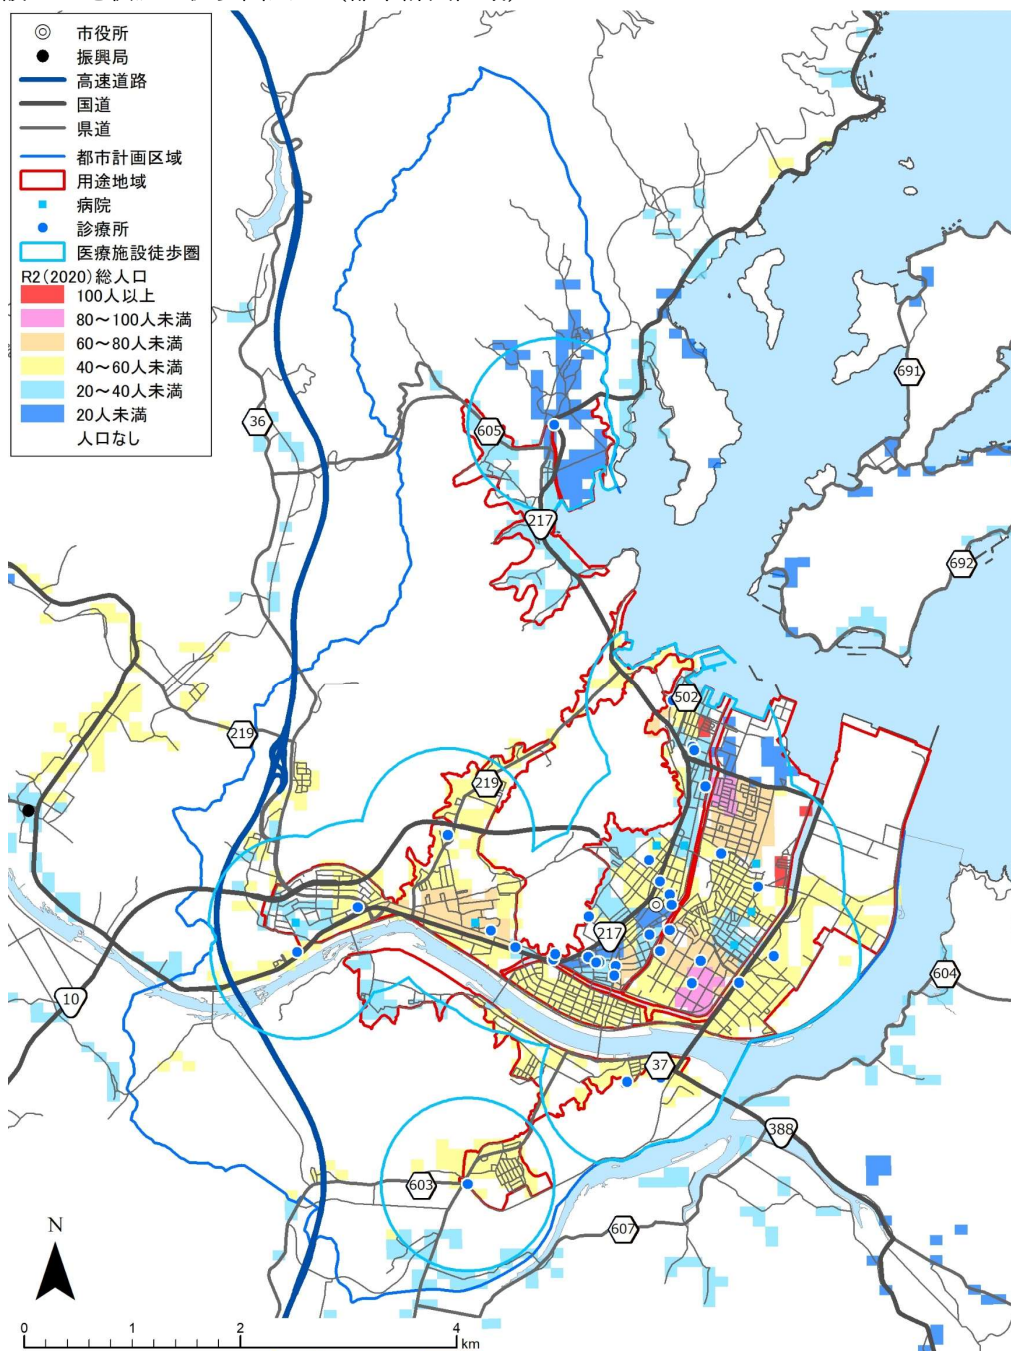 市役所
振興局
高速道路
国道
県道
都市計画区域
用途地域
病院
診療所
医療施設徒歩圏
R2(2020)総人口
100人以上
80～100人未満
60～80人未満
40～60人未満
20～40人未満
20人未満
人口なし
691
36
605
217
692
502
219
219
217
604
10
37
388
603
607
N
0 2 4
km